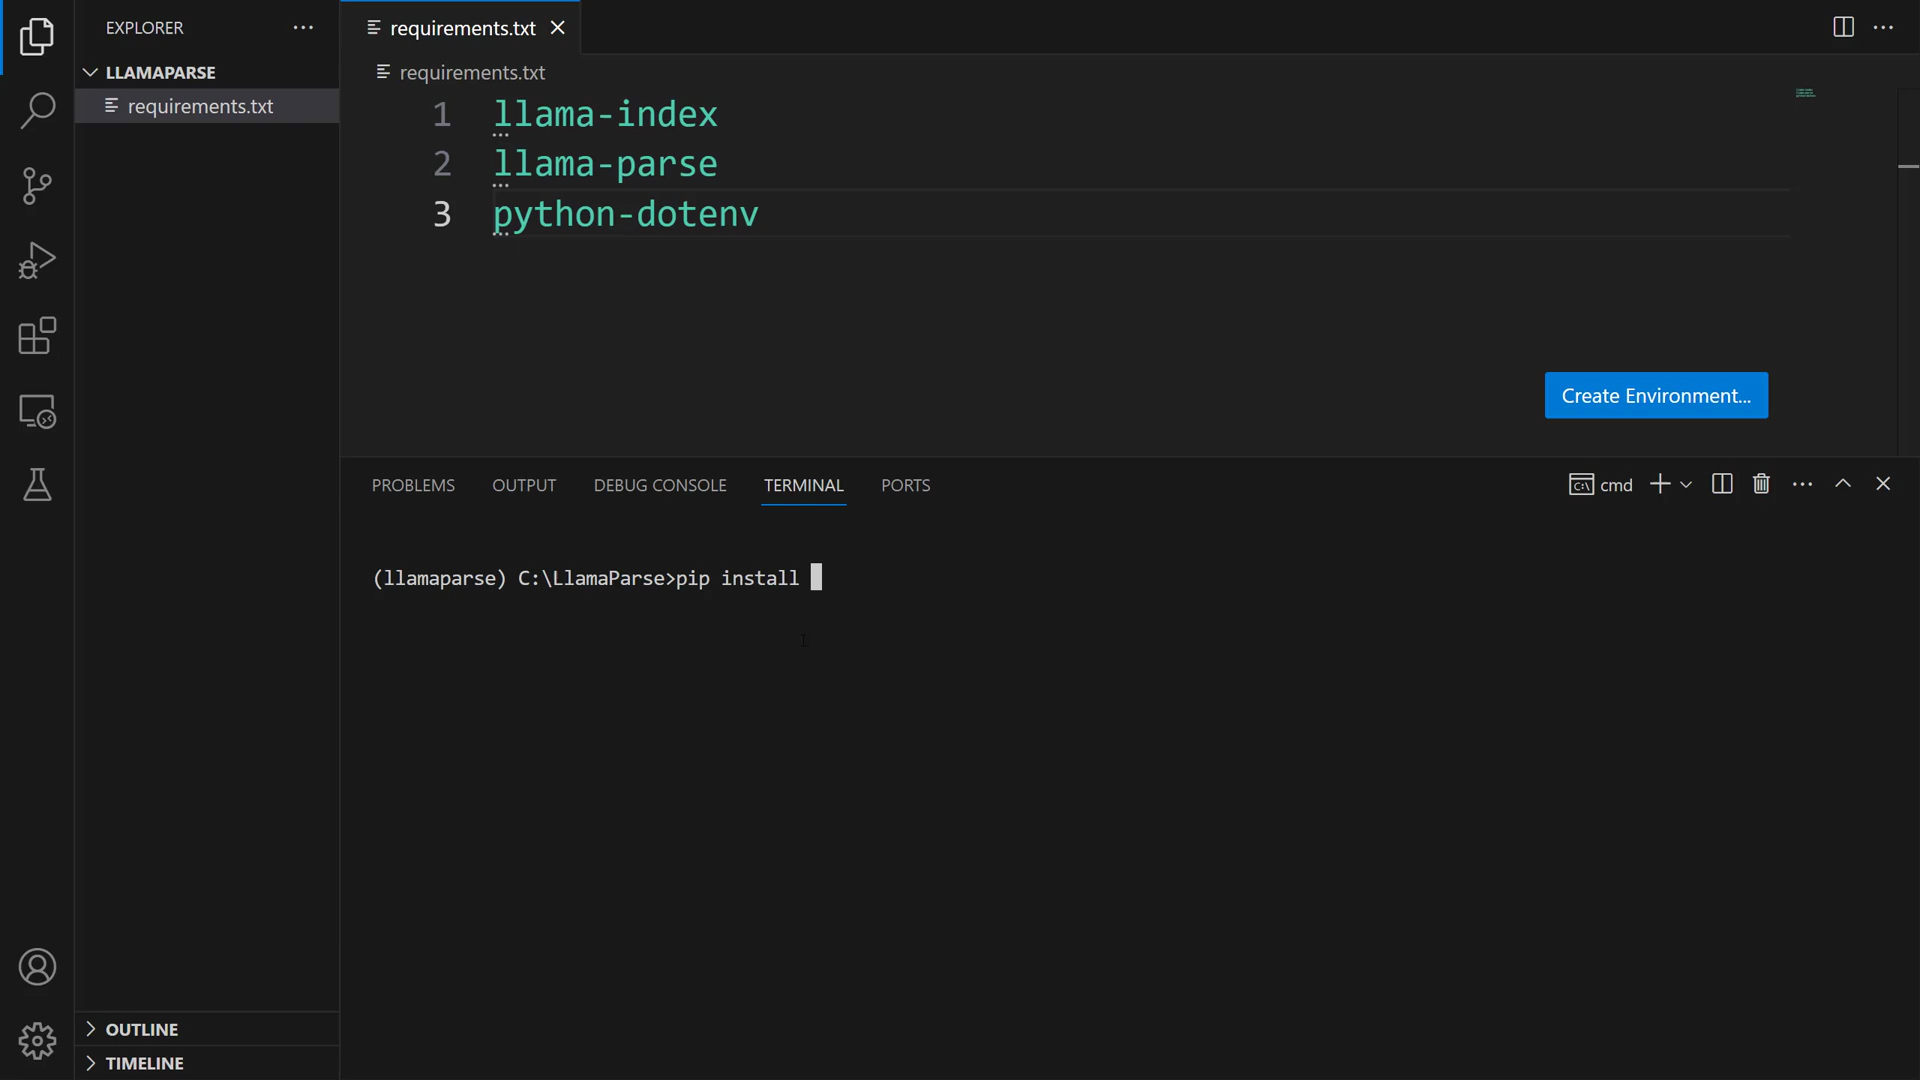 EXPLORER
LLAMAPARSE
requirements.txt
requirements.txt
requirements.txt
1 llama-index
2 llama-parse
3 python-dotenv
Create Environment...
PROBLEMS OUTPUT DEBUG CONSOLE TERMINAL PORTS
cmd
(llamaparse) C:\LlamaParse>pip install
OUTLINE
TIMELINE